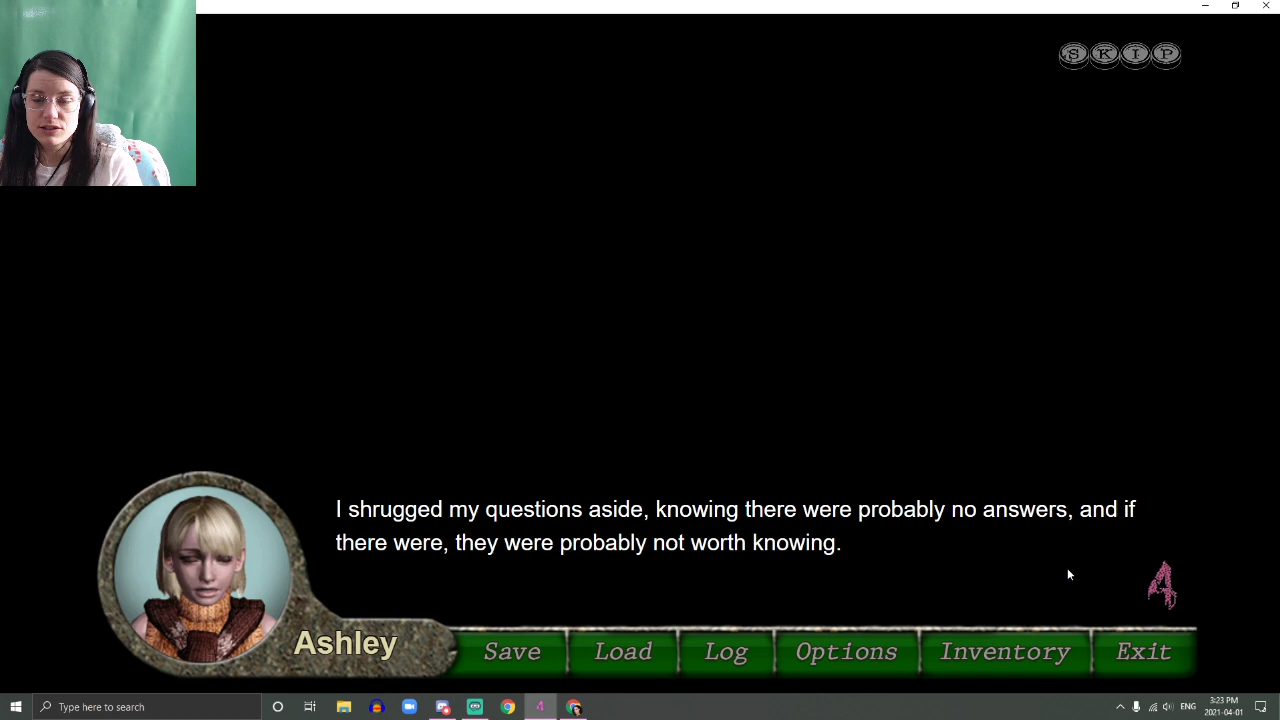 SKIP
I shrugged my questions aside, knowing there were probably no answers, and if
there were, they were probably not worth knowing.
4
Ashley
Save Load Log Options Inventory Exit
Type here to search
4
ENG
3:23 PM
2021-04-01